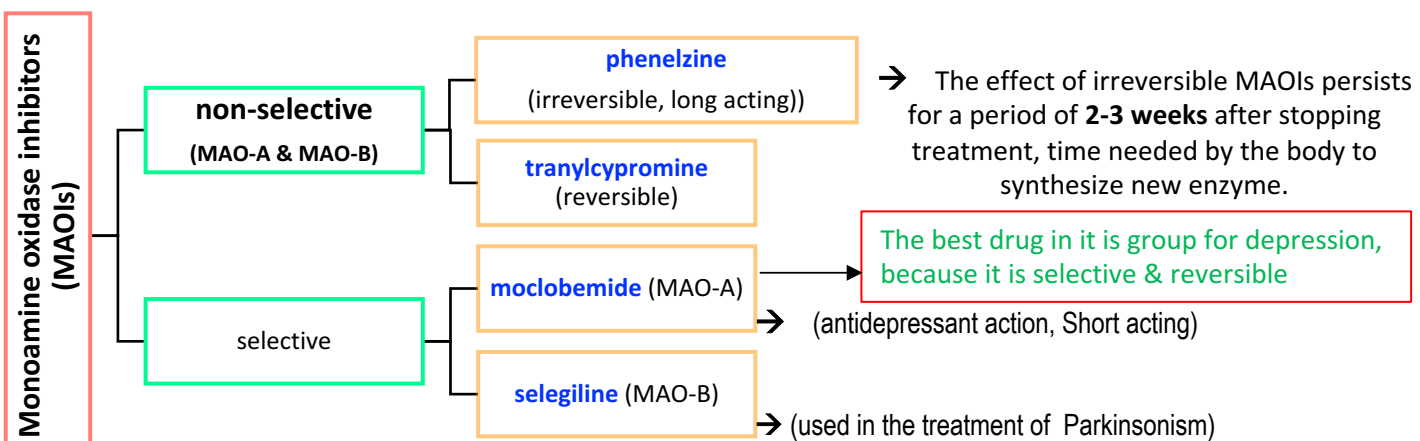 Monoamine oxidase inhibitors
(MAOIs)
non-selective
(MAO-A & MAO-B)
phenelzine
(irreversible, long acting))
→ The effect of irreversible MAOIs persists
for a period of 2-3 weeks after stopping
treatment, time needed by the body to
synthesize new enzyme.
tranylcypromine
(reversible)
selective
moclobemide (MAO-A)
The best drug in it is group for depression,
because it is selective & reversible
→ (antidepressant action, Short acting)
selegiline (MAO-B)
→ (used in the treatment of Parkinsonism)